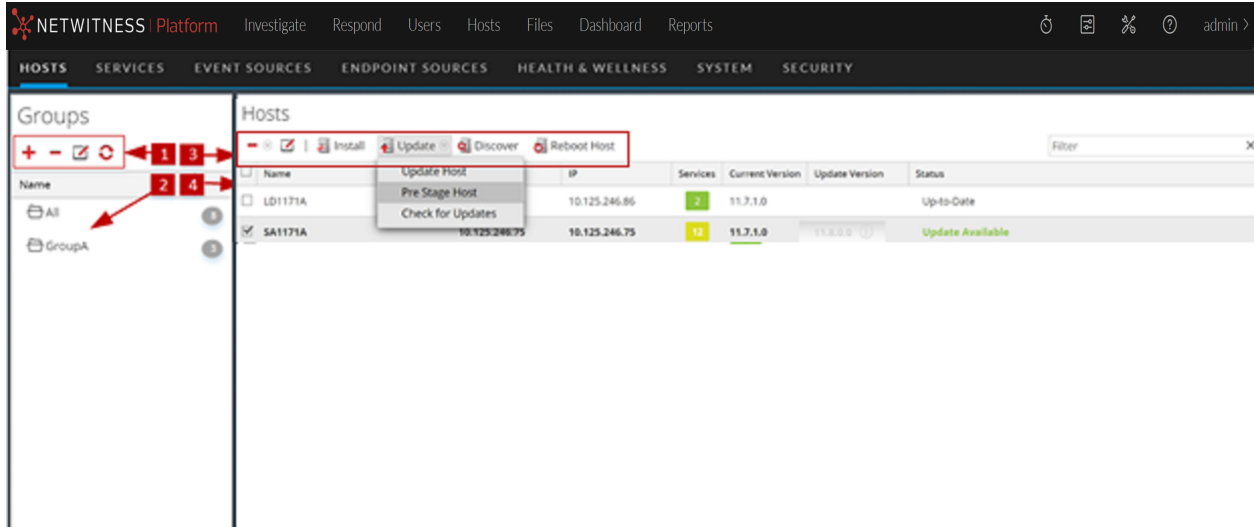 NETWITNESS | Platform Investigate Respond Users Hosts Files Dashboard Reports admin >
HOSTS SERVICES EVENT SOURCES ENDPOINT SOURCES HEALTH & WELLNESS SYSTEM SECURITY
Groups
1
Name
2
All 3
GroupA 3
Hosts
3 Install Update Discover Reboot Host Filter X
4 Name IP Services Current Version Update Version Status
Update Host
Pre Stage Host
Check for Updates
LD1171A 10.125.246.86 2 11.7.1.0 Up-to-Date
SA1171A 10.125.246.75 10.125.246.75 12 11.7.1.0 11.8.0.0 Update Available